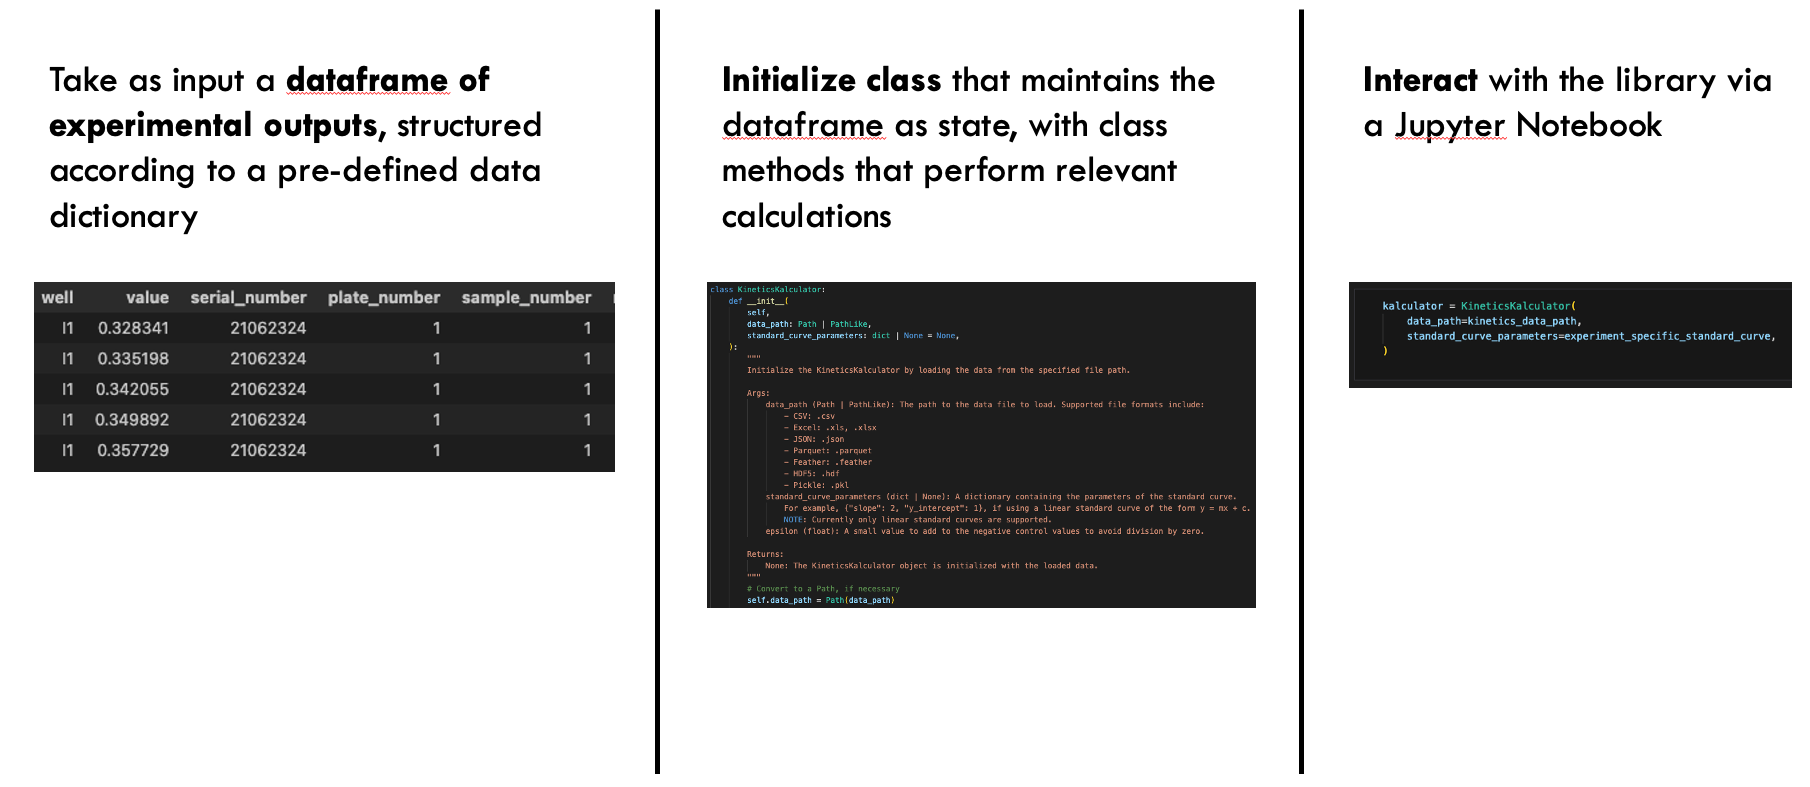 Take as input a dataframe of
experimental outputs, structured
according to a pre-defined data
dictionary
well value serial_number plate_number sample_number
I1 0.328341 21062324 1 1
I1 0.335198 21062324 1 1
I1 0.342055 21062324 1 1
I1 0.349892 21062324 1 1
I1 0.357729 21062324 1 1
Initialize class that maintains the
dataframe as state, with class
methods that perform relevant
calculations
class KineticsKalculator:
def __init__(
self,
data_path: Path | PathLike,
standard_curve_parameters: dict | None = None,
):
"""
Initialize the KineticsKalculator by loading the data from the specified file path.
Args:
data_path (Path | PathLike): The path to the data file to load. Supported file formats include:
- CSV: .csv
- Excel: .xls, .xlsx
- JSON: .json
- Parquet: .parquet
- Feather: .feather
- HDF5: .hdf
- Pickle: .pkl
standard_curve_parameters (dict | None): A dictionary containing the parameters of the standard curve.
For example, {"slope": 2, "y_intercept": 1}, if using a linear standard curve of the form y = mx + c.
NOTE: Currently only linear standard curves are supported.
epsilon (float): A small value to add to the negative control values to avoid division by zero.
Returns:
None: The KineticsKalculator object is initialized with the loaded data.
"""
# Convert to a Path, if necessary
self.data_path = Path(data_path)
Interact with the library via
a Jupyter Notebook
kalculator = KineticsKalculator(
data_path=kinetics_data_path,
standard_curve_parameters=experiment_specific_standard_curve,
)